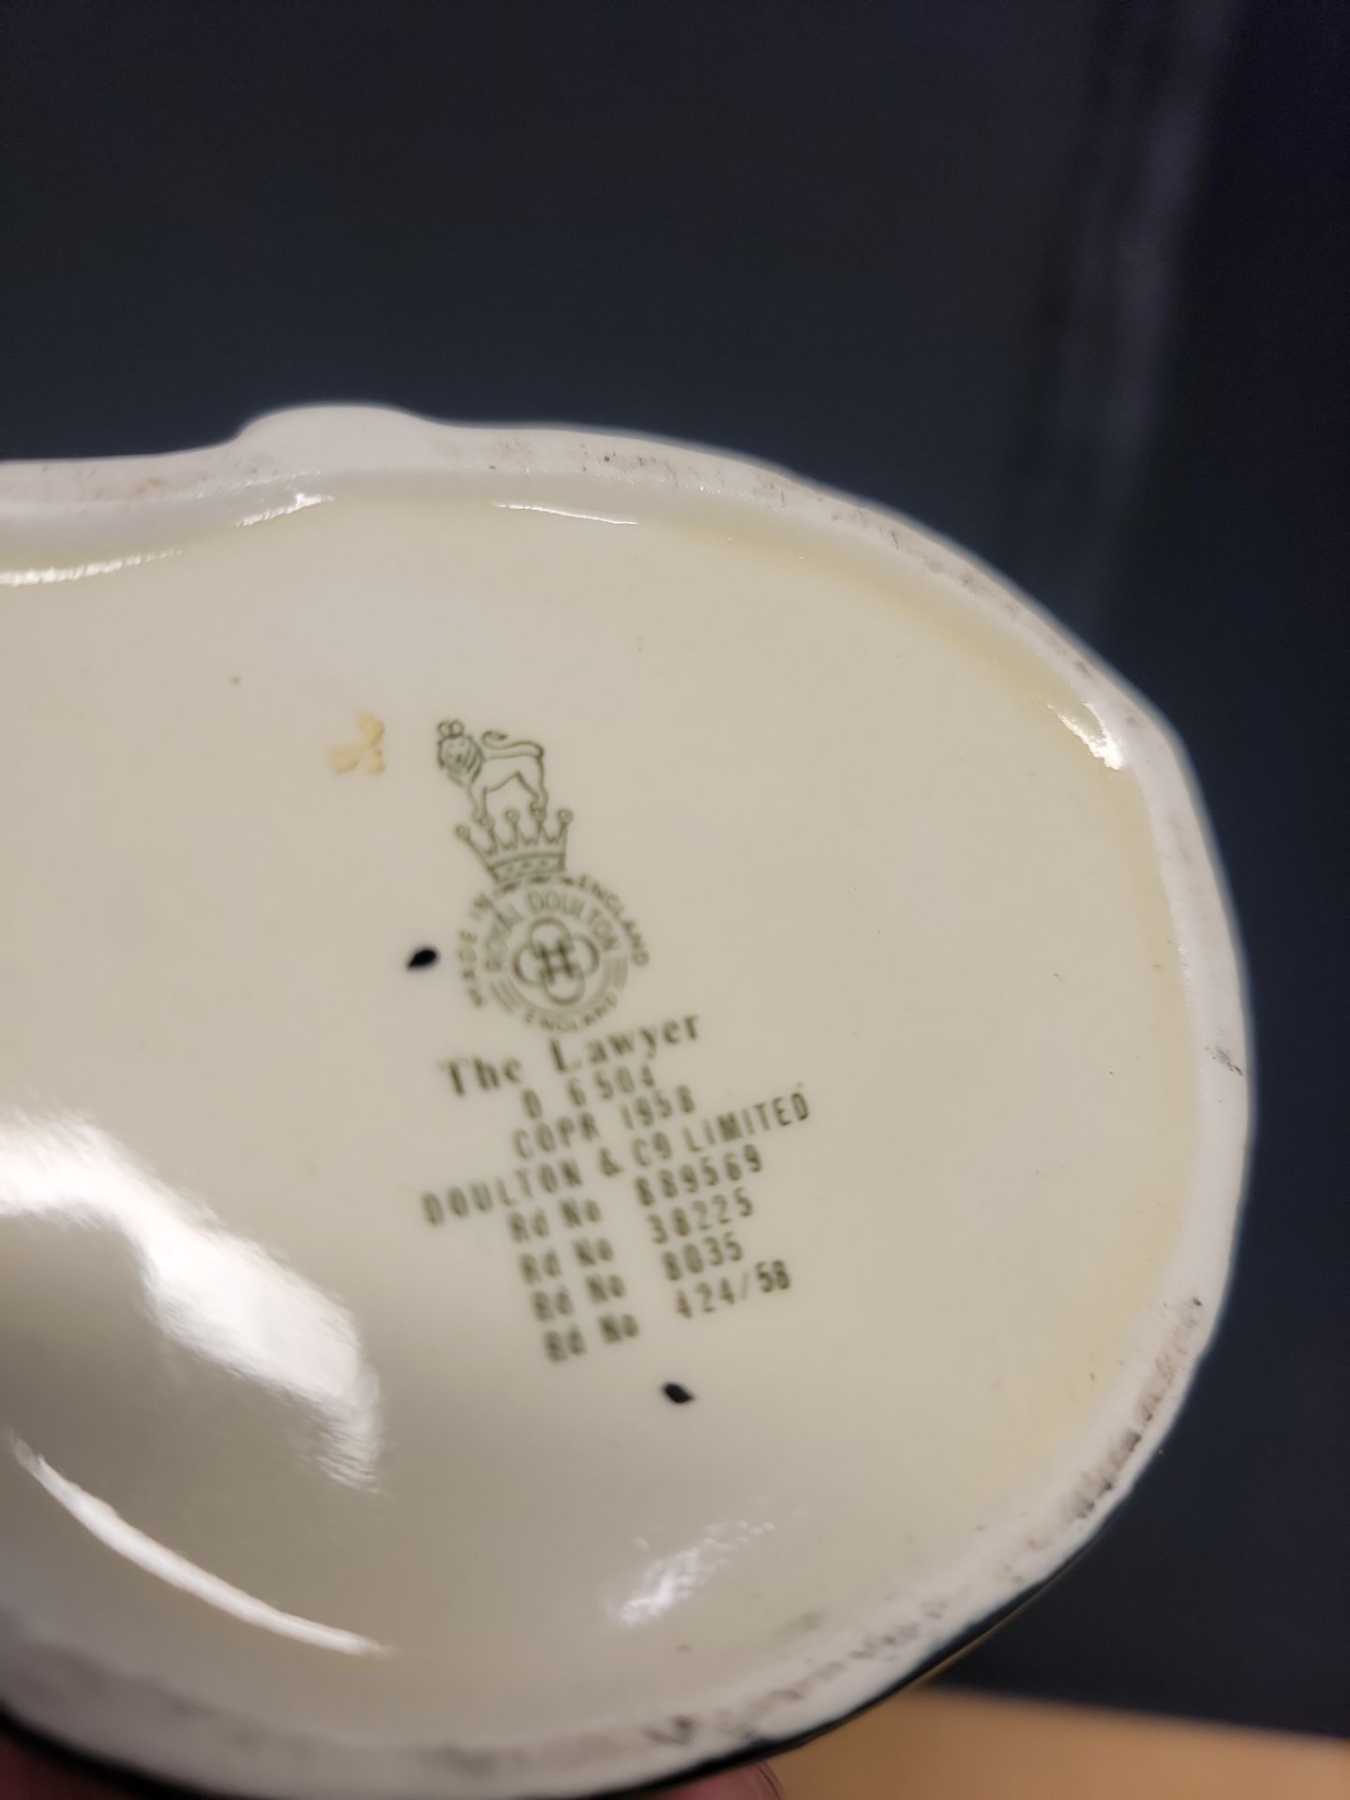 MADE IN ENGLAND
ROYAL DOULTON
ENGLAND
The Lawyer
D 6504
COPR 1958
DOULTON & Cº LIMITED
Rd No 889569
Rd No 38225
Rd No 8035
Rd No 424/58